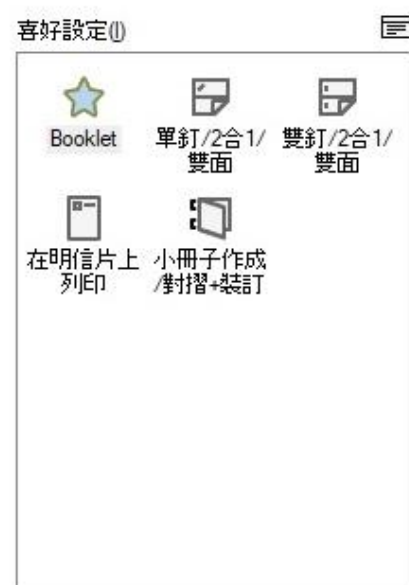 喜好設定(I)
Booklet
單釘/2合1/
雙面
雙釘/2合1/
雙面
在明信片上
列印
小冊子作成
/對摺+裝訂